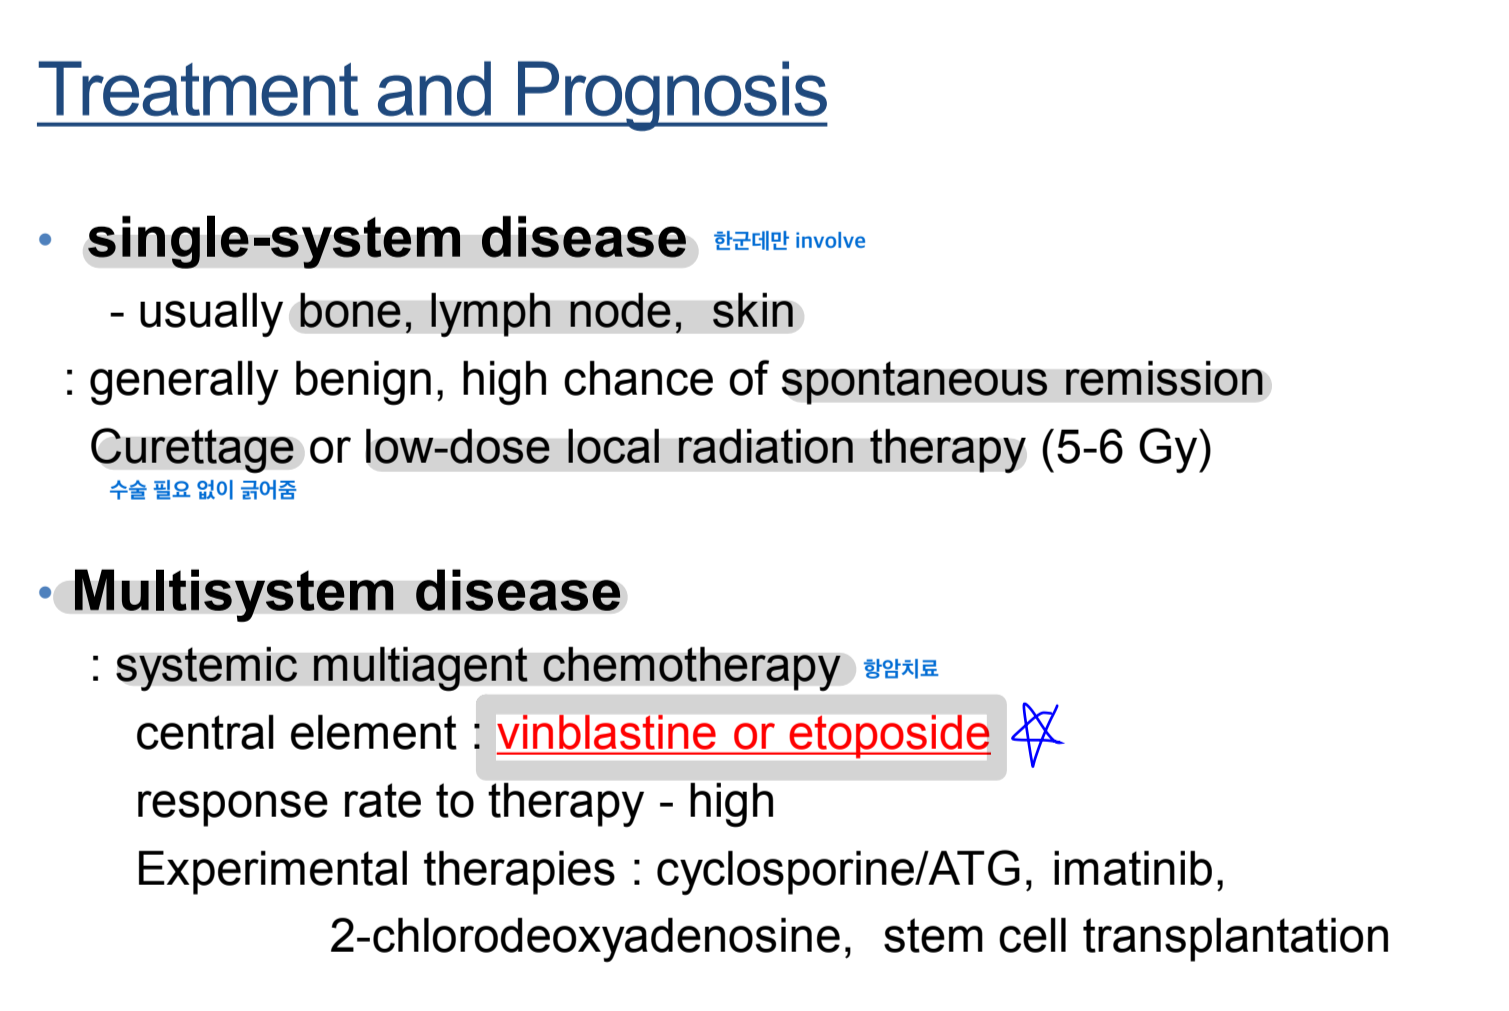 Treatment and Prognosis
• single-system disease 한군데만 involve
- usually bone, lymph node, skin
: generally benign, high chance of spontaneous remission
Curettage or low-dose local radiation therapy (5-6 Gy)
수술 필요 없이 긁어줌
• Multisystem disease
: systemic multiagent chemotherapy 항암치료
central element : vinblastine or etoposide
response rate to therapy - high
Experimental therapies : cyclosporine/ATG, imatinib,
2-chlorodeoxyadenosine, stem cell transplantation